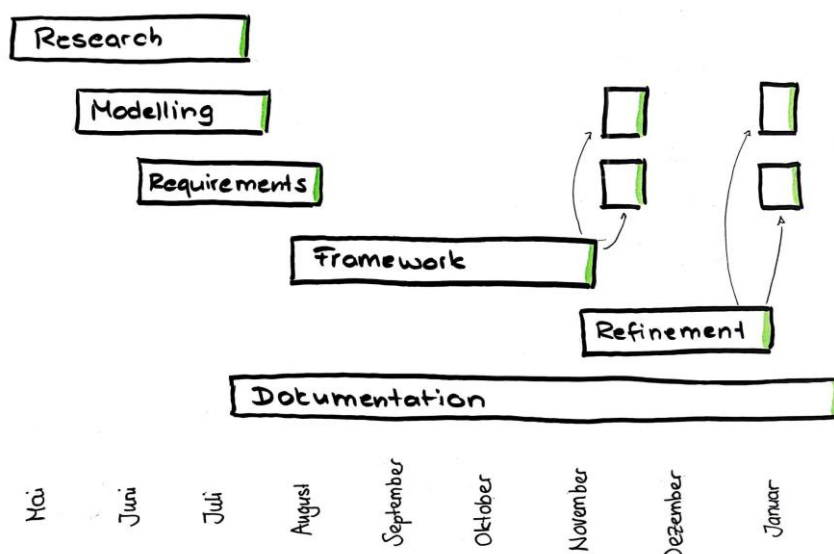 Research
Modelling
Requirements
Framework
Refinement
Dokumentation
Mai
Juni
Juli
August
September
Oktober
November
Dezember
Januar